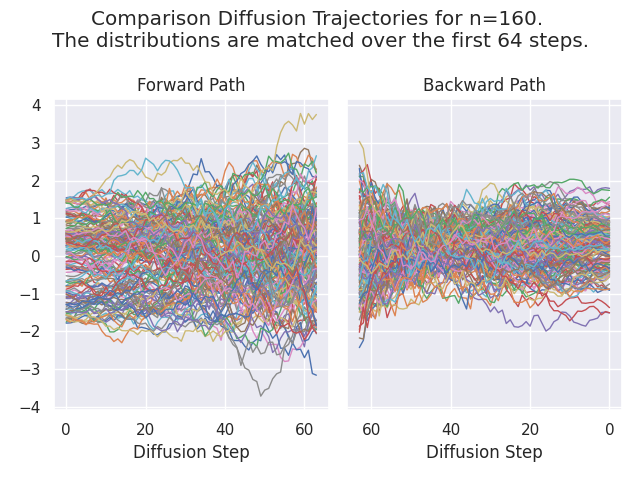 Comparison Diffusion Trajectories for n=160.
The distributions are matched over the first 64 steps.
Forward Path
Backward Path
4
3
2
1
0
−1
−2
−3
−4
0 20 40 60
60 40 20 0
Diffusion Step
Diffusion Step